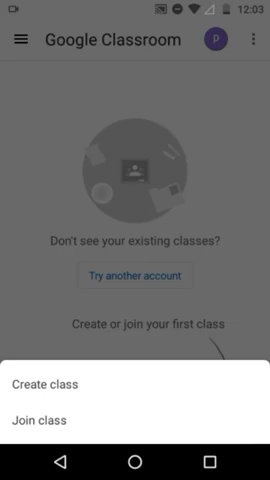 12:03
Google Classroom
P
Don't see your existing classes?
Try another account
Create or join your first class
Create class
Join class